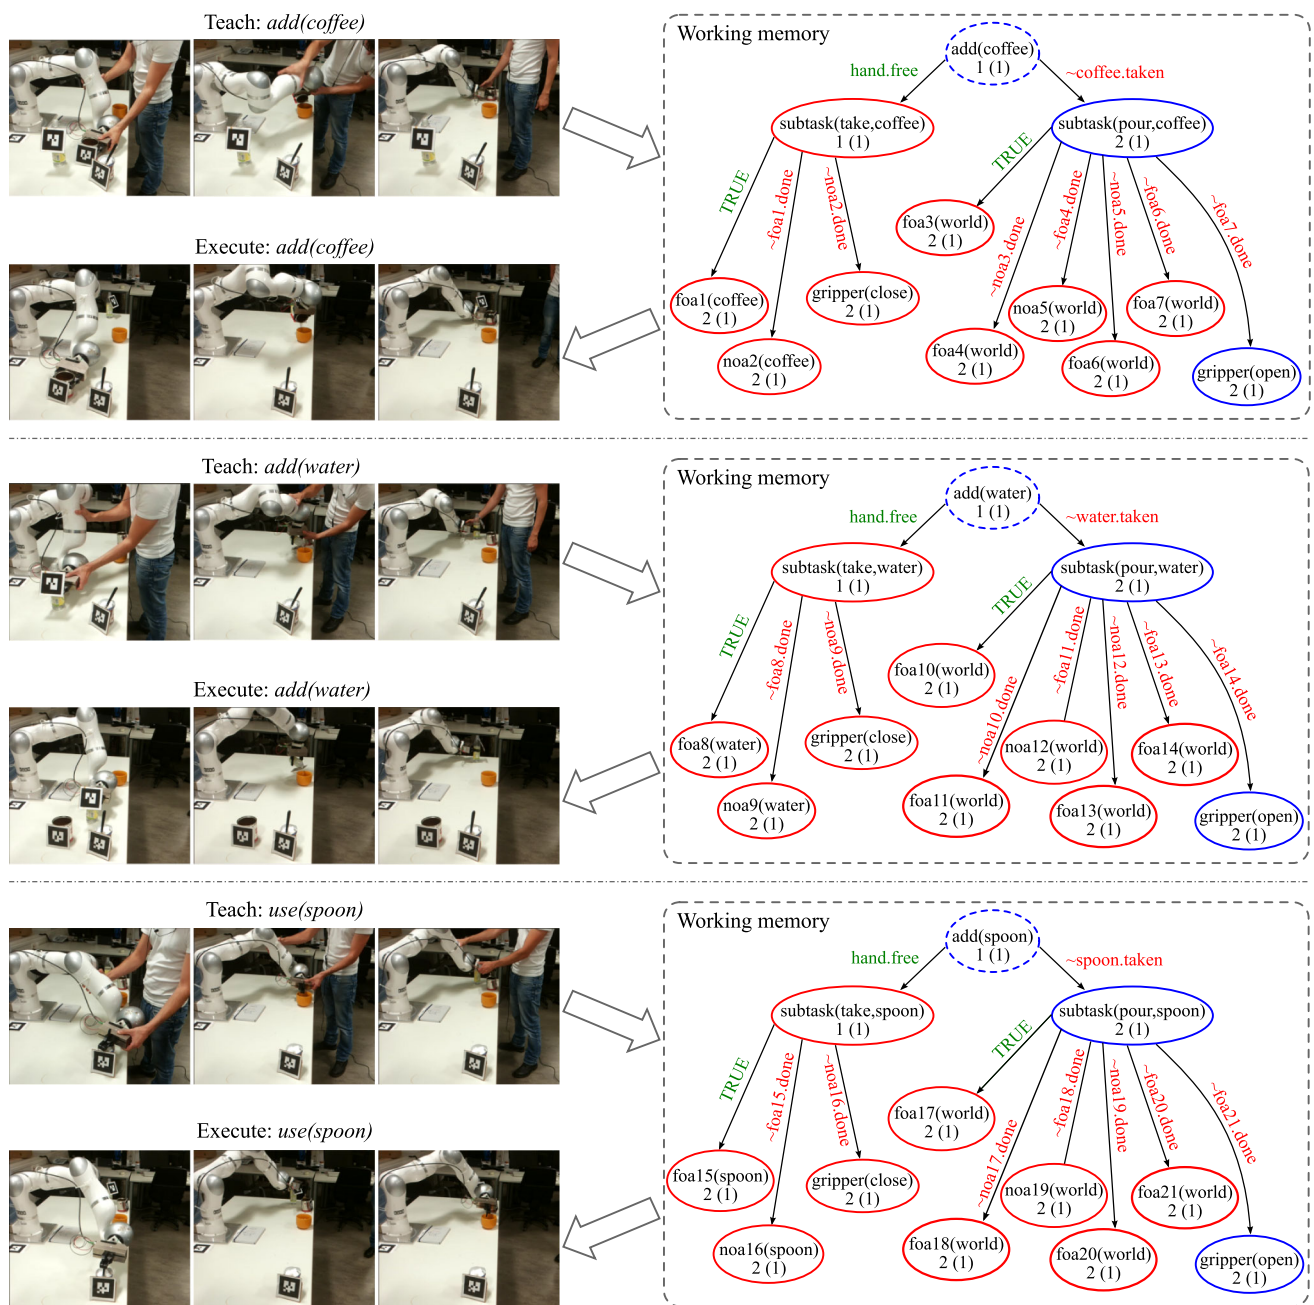 Teach: add(coffee)
Execute: add(coffee)
Working memory
add(coffee)
1 (1)
hand.free
~coffee.taken
subtask(take,coffee)
1 (1)
subtask(pour,coffee)
2 (1)
TRUE
~foa1.done
~noa2.done
TRUE
~noa3.done
~foa4.done
~noa5.done
~foa6.done
~foa7.done
foa1(coffee)
2 (1)
noa2(coffee)
2 (1)
gripper(close)
2 (1)
foa3(world)
2 (1)
foa4(world)
2 (1)
noa5(world)
2 (1)
foa6(world)
2 (1)
foa7(world)
2 (1)
gripper(open)
2 (1)
Teach: add(water)
Execute: add(water)
Working memory
add(water)
1 (1)
hand.free
~water.taken
subtask(take,water)
1 (1)
subtask(pour,water)
2 (1)
TRUE
~foa8.done
~noa9.done
TRUE
~noa10.done
~foa11.done
~noa12.done
~foa13.done
~foa14.done
foa8(water)
2 (1)
noa9(water)
2 (1)
gripper(close)
2 (1)
foa10(world)
2 (1)
foa11(world)
2 (1)
noa12(world)
2 (1)
foa13(world)
2 (1)
foa14(world)
2 (1)
gripper(open)
2 (1)
Teach: use(spoon)
Execute: use(spoon)
Working memory
add(spoon)
1 (1)
hand.free
~spoon.taken
subtask(take,spoon)
1 (1)
subtask(pour,spoon)
2 (1)
TRUE
~foa15.done
~noa16.done
TRUE
~noa17.done
~foa18.done
~noa19.done
~foa20.done
~foa21.done
foa15(spoon)
2 (1)
noa16(spoon)
2 (1)
gripper(close)
2 (1)
foa17(world)
2 (1)
foa18(world)
2 (1)
noa19(world)
2 (1)
foa20(world)
2 (1)
foa21(world)
2 (1)
gripper(open)
2 (1)